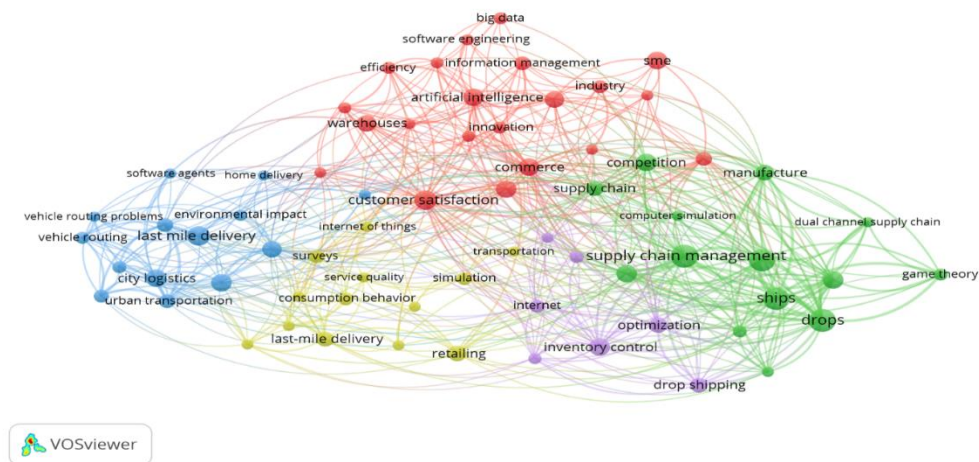 big data
software engineering
efficiency
information management
sme
artificial intelligence
industry
warehouses
innovation
commerce
competition
software agents
home delivery
manufacture
customer satisfaction
supply chain
vehicle routing problems
environmental impact
internet of things
computer simulation
dual channel supply chain
vehicle routing
last mile delivery
surveys
transportation
supply chain management
city logistics
service quality
simulation
game theory
urban transportation
consumption behavior
internet
ships
optimization
drops
last-mile delivery
retailing
inventory control
drop shipping
VOSviewer